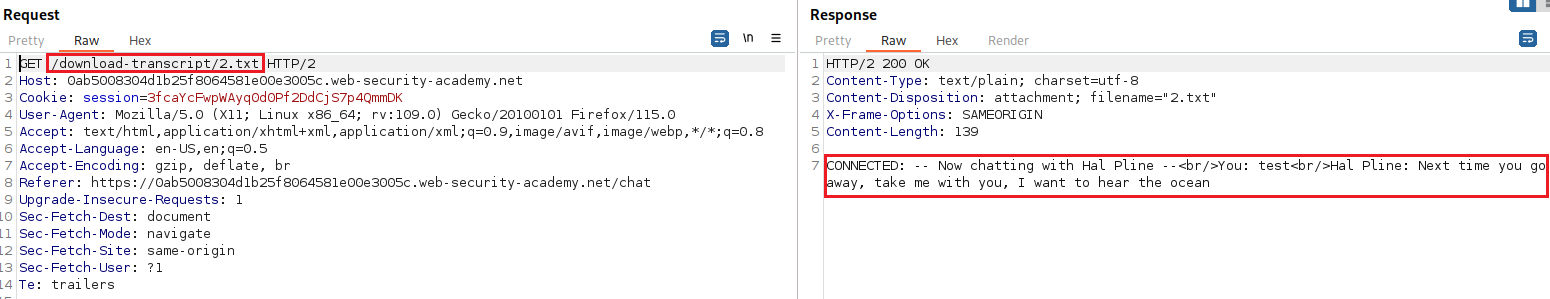 Request
Pretty Raw Hex
\n
1 GET /download-transcript/2.txt HTTP/2
2 Host: 0ab5008304d1b25f8064581e00e3005c.web-security-academy.net
3 Cookie: session=3fcaYcFwpWAyq0d0Pf2DdCjS7p4QmmDK
4 User-Agent: Mozilla/5.0 (X11; Linux x86_64; rv:109.0) Gecko/20100101 Firefox/115.0
5 Accept: text/html,application/xhtml+xml,application/xml;q=0.9,image/avif,image/webp,*/*;q=0.8
6 Accept-Language: en-US,en;q=0.5
7 Accept-Encoding: gzip, deflate, br
8 Referer: https://0ab5008304d1b25f8064581e00e3005c.web-security-academy.net/chat
9 Upgrade-Insecure-Requests: 1
10 Sec-Fetch-Dest: document
11 Sec-Fetch-Mode: navigate
12 Sec-Fetch-Site: same-origin
13 Sec-Fetch-User: ?1
14 Te: trailers
Response
Pretty Raw Hex Render
1 HTTP/2 200 OK
2 Content-Type: text/plain; charset=utf-8
3 Content-Disposition: attachment; filename="2.txt"
4 X-Frame-Options: SAMEORIGIN
5 Content-Length: 139
6
7 CONNECTED: -- Now chatting with Hal Pline --<br/>You: test<br/>Hal Pline: Next time you go
away, take me with you, I want to hear the ocean